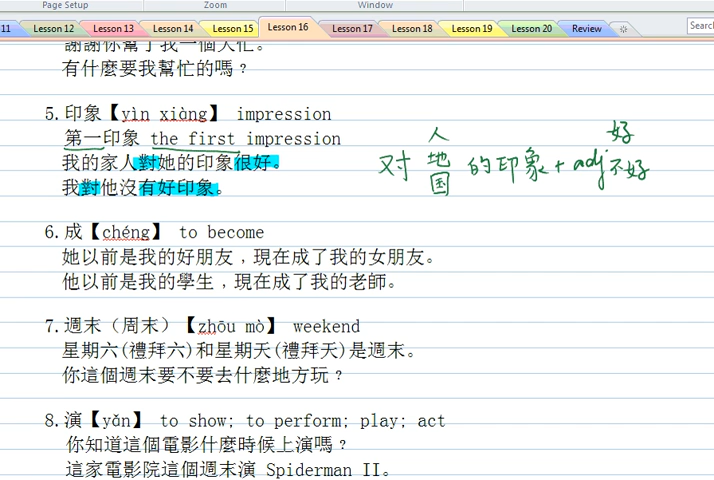 Page Setup Zoom Window
11 Lesson 12 Lesson 13 Lesson 14 Lesson 15 Lesson 16 Lesson 17 Lesson 18 Lesson 19 Lesson 20 Review Search
謝謝你幫了我一個大忙。
有什麼要我幫忙的嗎?
5. 印象【yìn xiàng】 impression
第一印象 the first impression
我的家人對她的印象很好。
我對他沒有好印象。
人 好
对 地 的印象 + adj 不好
国
6. 成【chéng】 to become
她以前是我的好朋友,現在成了我的女朋友。
他以前是我的學生,現在成了我的老師。
7. 週末(周末)【zhōu mò】 weekend
星期六(禮拜六)和星期天(禮拜天)是週末。
你這個週末要不要去什麼地方玩?
8. 演【yǎn】 to show; to perform; play; act
你知道這個電影什麼時候上演嗎?
這家電影院這個週末演 Spiderman II。